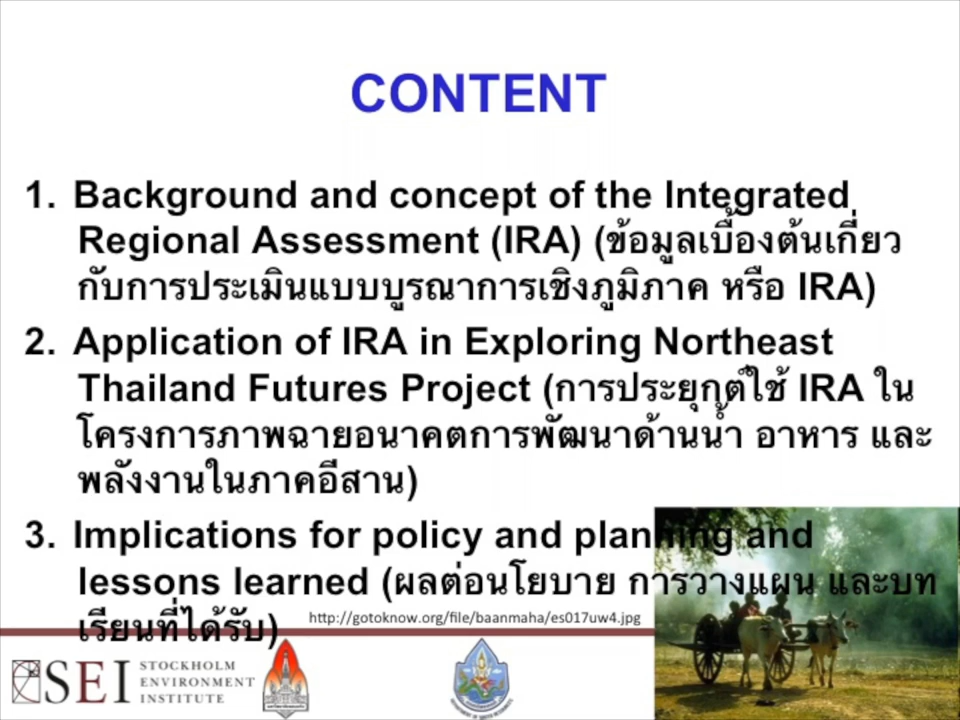 CONTENT
1. Background and concept of the Integrated
Regional Assessment (IRA) (ข้อมูลเบื้องต้นเกี่ยว
กับการประเมินแบบบูรณาการเชิงภูมิภาค หรือ IRA)
2. Application of IRA in Exploring Northeast
Thailand Futures Project (การประยุกต์ใช้ IRA ใน
โครงการภาพฉายอนาคตการพัฒนาด้านน้ำ อาหาร และ
พลังงานในภาคอีสาน)
3. Implications for policy and planning and
lessons learned (ผลต่อนโยบาย การวางแผน และบท
เรียนที่ได้รับ)
http://gotoknow.org/file/baanmaha/es017uw4.jpg
SEI STOCKHOLM
ENVIRONMENT
INSTITUTE